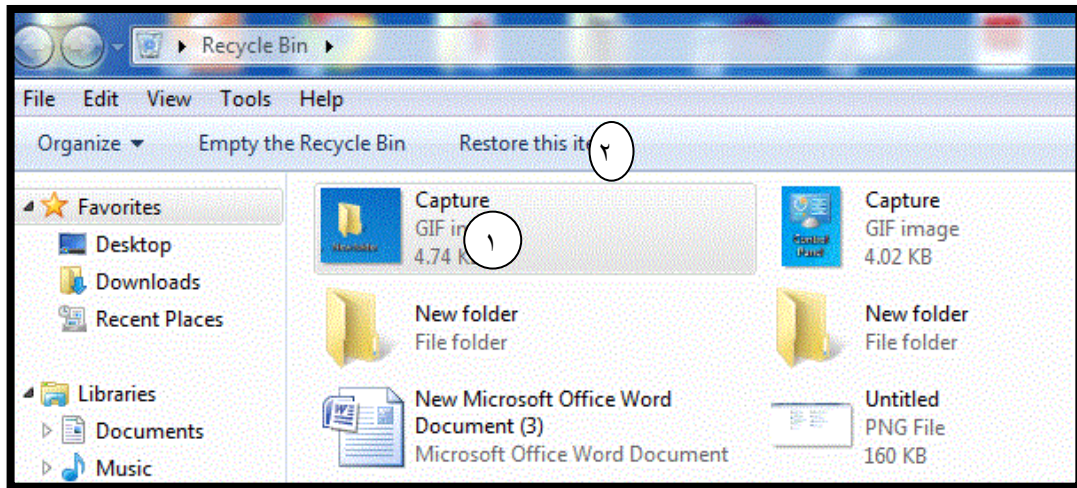 Recycle Bin
File Edit View Tools Help
Organize Empty the Recycle Bin Restore this
٢
Favorites
Desktop
Downloads
Recent Places
Libraries
Documents
Music
Capture
GIF
4.74
١
Capture
GIF image
4.02 KB
New folder
File folder
New folder
File folder
New Microsoft Office Word
Document (3)
Microsoft Office Word Document
Untitled
PNG File
160 KB